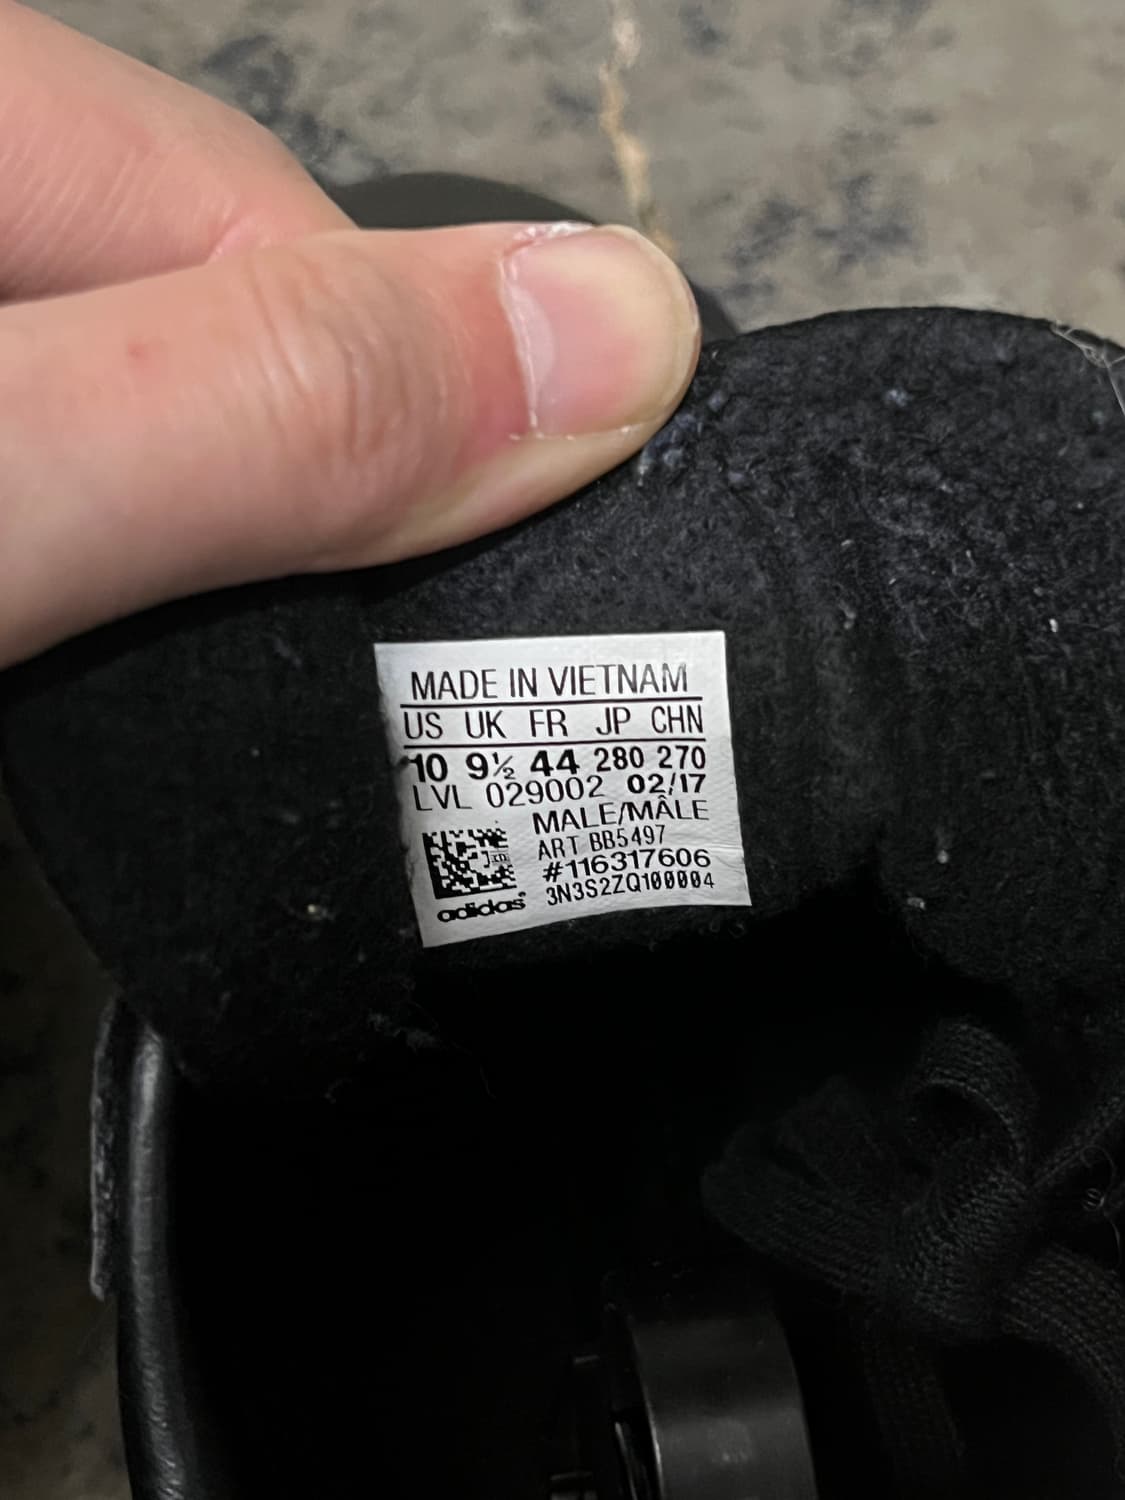 MADE IN VIETNAM
US UK FR JP CHN
10 9½ 44 280 270
LVL 029002 02/17
MALE/MÂLE
ART BB5497
#116317606
3N3S2ZQ100004
adidas